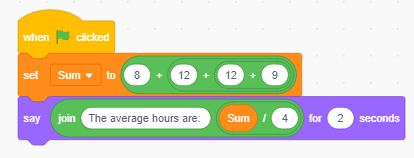 when clicked
set Sum to 8 + 12 + 12 + 9
say join The average hours are: Sum / 4 for 2 seconds